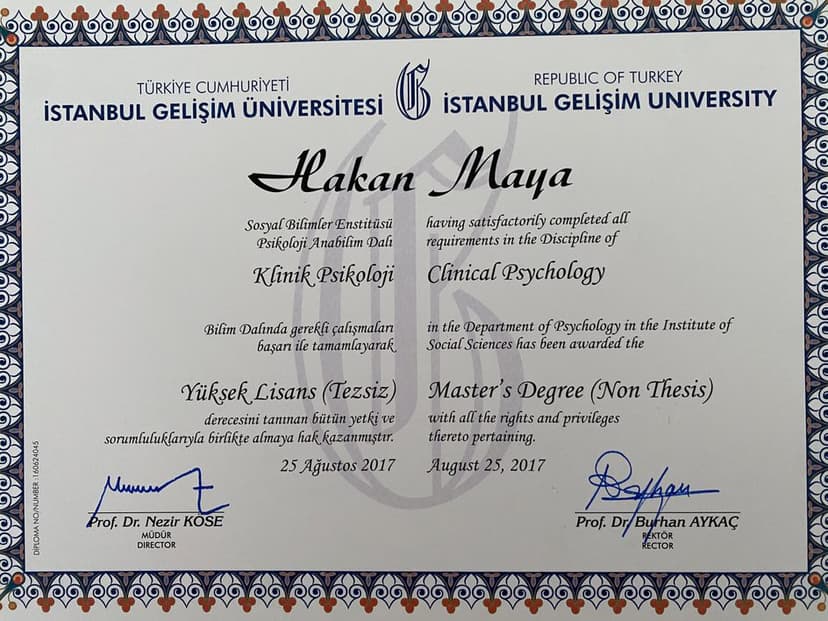 TÜRKİYE CUMHURİYETİ
İSTANBUL GELİŞİM ÜNİVERSİTESİ
REPUBLIC OF TURKEY
İSTANBUL GELİŞİM UNIVERSITY
Hakan Maya
Sosyal Bilimler Enstitüsü
Psikoloji Anabilim Dalı
Klinik Psikoloji
Bilim Dalında gerekli çalışmaları
başarı ile tamamlayarak
Yüksek Lisans (Tezsiz)
derecesini tanınan bütün yetki ve
sorumluluklarıyla birlikte almaya hak kazanmıştır.
25 Ağustos 2017
having satisfactorily completed all
requirements in the Discipline of
Clinical Psychology
in the Department of Psychology in the Institute of
Social Sciences has been awarded the
Master's Degree (Non Thesis)
with all the rights and privileges
thereto pertaining.
August 25, 2017
Prof. Dr. Nezir KÖSE
MÜDÜR
DIRECTOR
Prof. Dr. Burhan AYKAÇ
REKTÖR
RECTOR
DİPLOMA NO/NUMBER :160624045